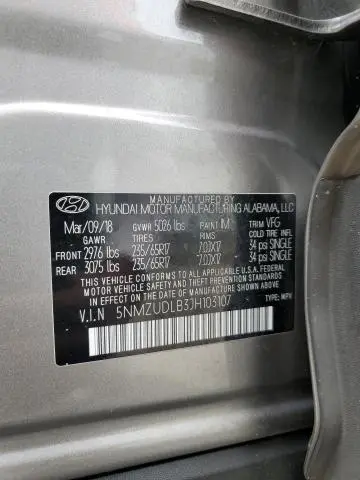 MANUFACTURED BY
HYUNDAI MOTOR MANUFACTURING ALABAMA, LLC
Mar/09/18 GVWR 5026 lbs PAINT M TRIM VFG
GAWR TIRES RIMS
FRONT 2976 lbs 235/65R17 7.0JX17 34 psi SINGLE
REAR 3075 lbs 235/65R17 7.0JX17 34 psi SINGLE
THIS VEHICLE CONFORMS TO ALL APPLICABLE U.S. FEDERAL
MOTOR VEHICLE SAFETY, BUMPER, AND THEFT PREVENTION
STANDARDS IN EFFECT ON THE DATE OF MANUFACTURE
SHOWN ABOVE.
V.I.N 5NMZUDLB3JH103107 TYPE: MPV